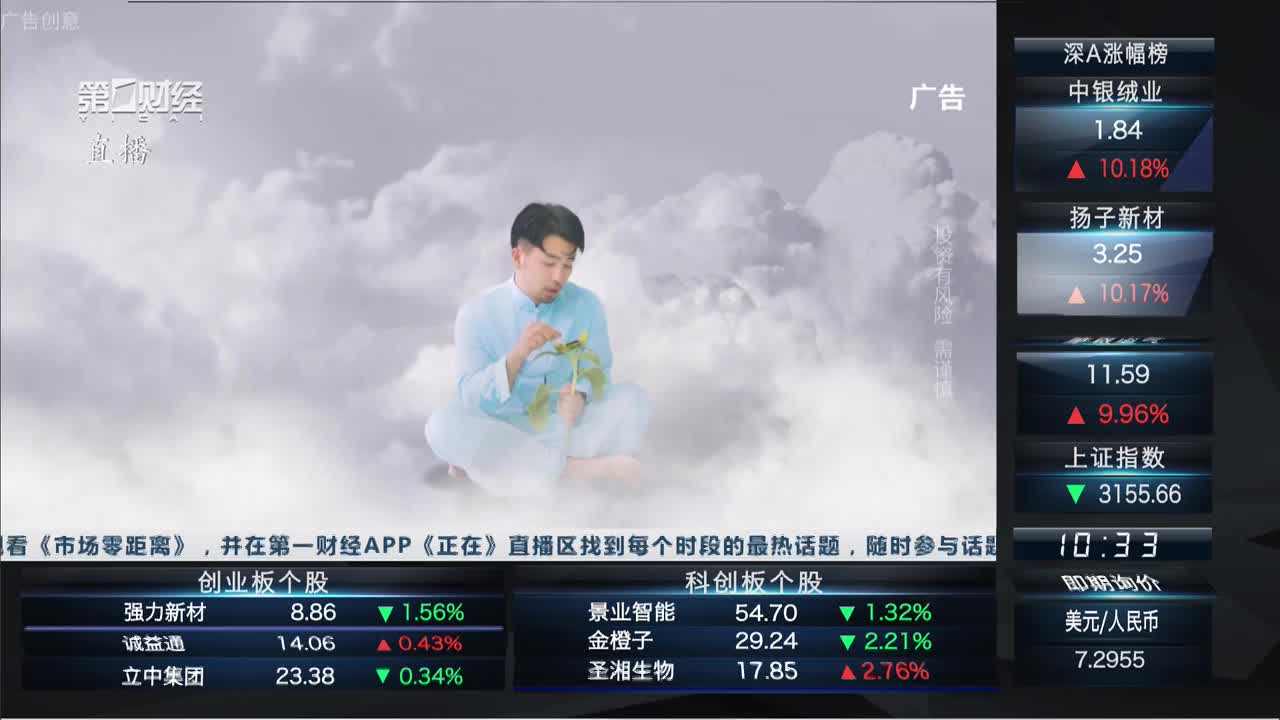 广告创意
第一财经
YICAI
直播
广告
投资有风险 需谨慎
看《市场零距离》，并在第一财经APP《正在》直播区找到每个时段的最热话题，随时参与话题
创业板个股
强力新材 8.86 ▼1.56%
诚益通 14.06 ▲0.43%
立中集团 23.38 ▼0.34%
科创板个股
景业智能 54.70 ▼1.32%
金橙子 29.24 ▼2.21%
圣湘生物 17.85 ▲2.76%
深A涨幅榜
中银绒业
1.84
▲ 10.18%
扬子新材
3.25
▲ 10.17%
11.59
▲ 9.96%
上证指数
▼ 3155.66
10:33
即期询价
美元/人民币
7.2955